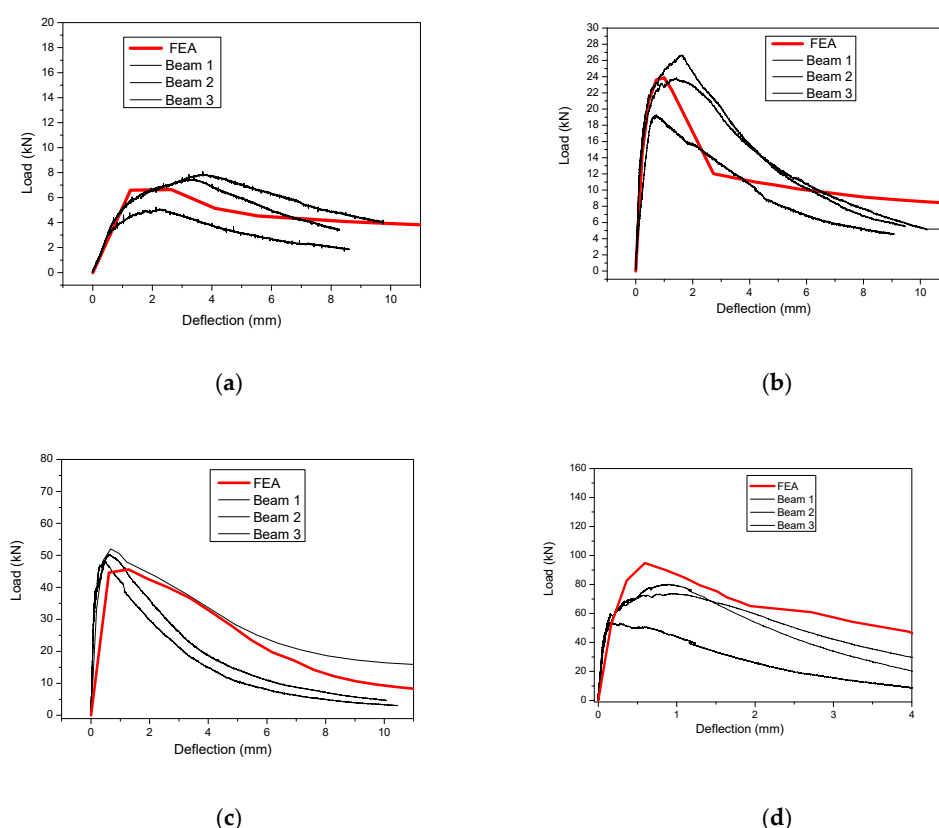 20
18
16
14
12
10
8
6
4
2
0
Load (kN)
FEA
Beam 1
Beam 2
Beam 3
0 2 4 6 8 10
Deflection (mm)
(a)
30
28
26
24
22
20
18
16
14
12
10
8
6
4
2
0
Load (kN)
FEA
Beam 1
Beam 2
Beam 3
0 2 4 6 8 10
Deflection (mm)
(b)
80
70
60
50
40
30
20
10
0
Load (kN)
FEA
Beam 1
Beam 2
Beam 3
0 2 4 6 8 10
Deflection (mm)
(c)
160
140
120
100
80
60
40
20
0
Load (kN)
FEA
Beam 1
Beam 2
Beam 3
0 1 2 3 4
Deflection (mm)
(d)